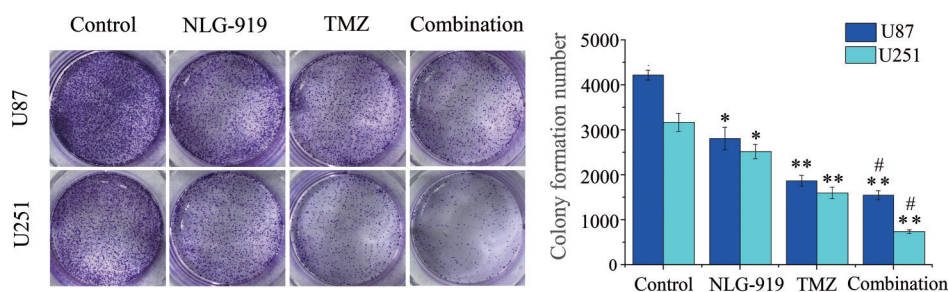 Control NLG-919 TMZ Combination
U87
U251
Colony formation number
5000
4000
3000
2000
1000
0
U87
U251
*
*
**
**
#
**
#
**
Control NLG-919 TMZ Combination